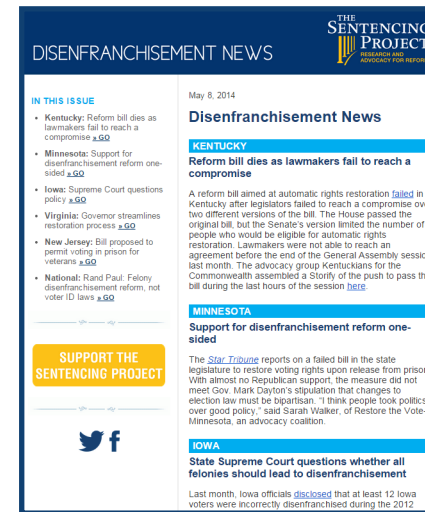 DISENFRANCHISEMENT NEWS
THE
SENTENCING
PROJECT
RESEARCH AND
ADVOCACY FOR REFORM
IN THIS ISSUE
• Kentucky: Reform bill dies as
lawmakers fail to reach a
compromise » GO
• Minnesota: Support for
disenfranchisement reform one-
sided » GO
• Iowa: Supreme Court questions
policy » GO
• Virginia: Governor streamlines
restoration process » GO
• New Jersey: Bill proposed to
permit voting in prison for
veterans » GO
• National: Rand Paul: Felony
disenfranchisement reform, not
voter ID laws » GO
SUPPORT THE
SENTENCING PROJECT
May 8, 2014
Disenfranchisement News
KENTUCKY
Reform bill dies as lawmakers fail to reach a
compromise
A reform bill aimed at automatic rights restoration failed in
Kentucky after legislators failed to reach a compromise ov
two different versions of the bill. The House passed the
original bill, but the Senate's version limited the number of
people who would be eligible for automatic rights
restoration. Lawmakers were not able to reach an
agreement before the end of the General Assembly sessio
last month. The advocacy group Kentuckians for the
Commonwealth assembled a Storify of the push to pass th
bill during the last hours of the session here.
MINNESOTA
Support for disenfranchisement reform one-
sided
The Star Tribune reports on a failed bill in the state
legislature to restore voting rights upon release from prison
With almost no Republican support, the measure did not
meet Gov. Mark Dayton's stipulation that changes to
election law must be bipartisan. "I think people took politics
over good policy," said Sarah Walker, of Restore the Vote-
Minnesota, an advocacy coalition.
IOWA
State Supreme Court questions whether all
felonies should lead to disenfranchisement
Last month, Iowa officials disclosed that at least 12 Iowa
voters were incorrectly disenfranchised during the 2012